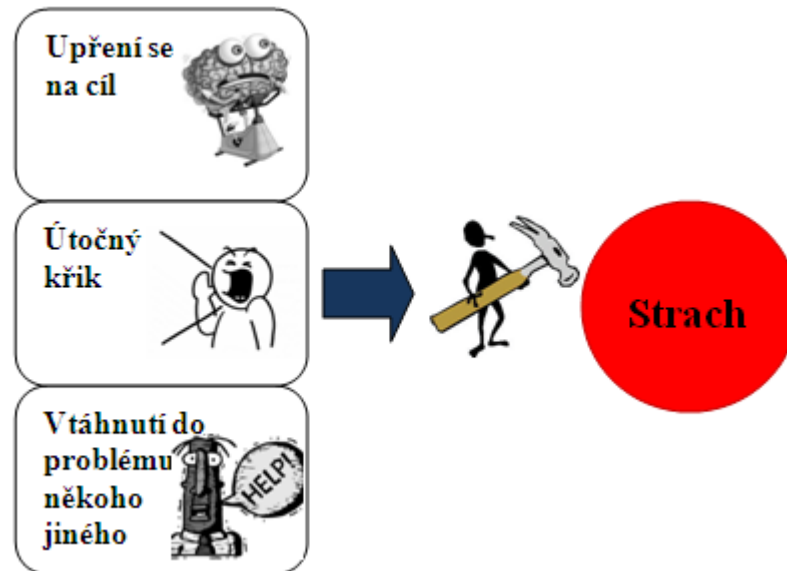 Upření se
na cíl
Útočný
křik
Vtáhnutí do
problému
někoho
jiného
HELP!
Strach